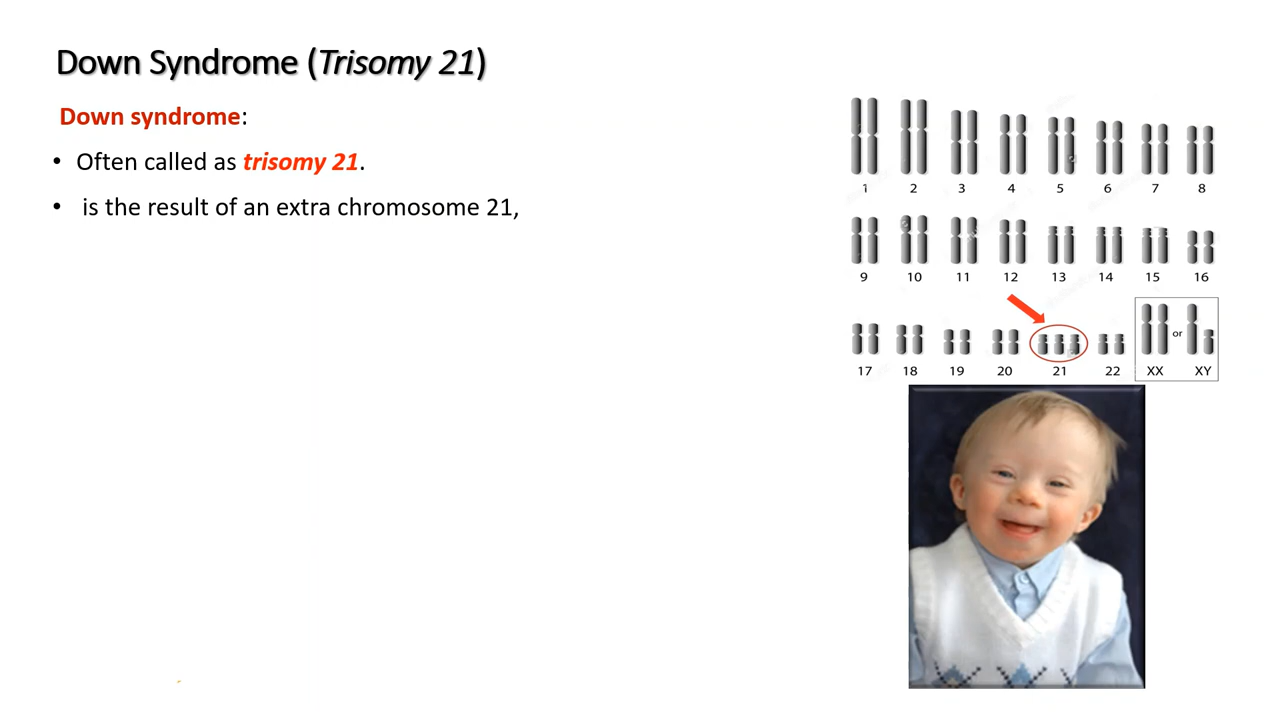 Down Syndrome (Trisomy 21)
Down syndrome:
• Often called as trisomy 21.
• is the result of an extra chromosome 21,
1 2 3 4 5 6 7 8
9 10 11 12 13 14 15 16
or
17 18 19 20 21 22 XX XY